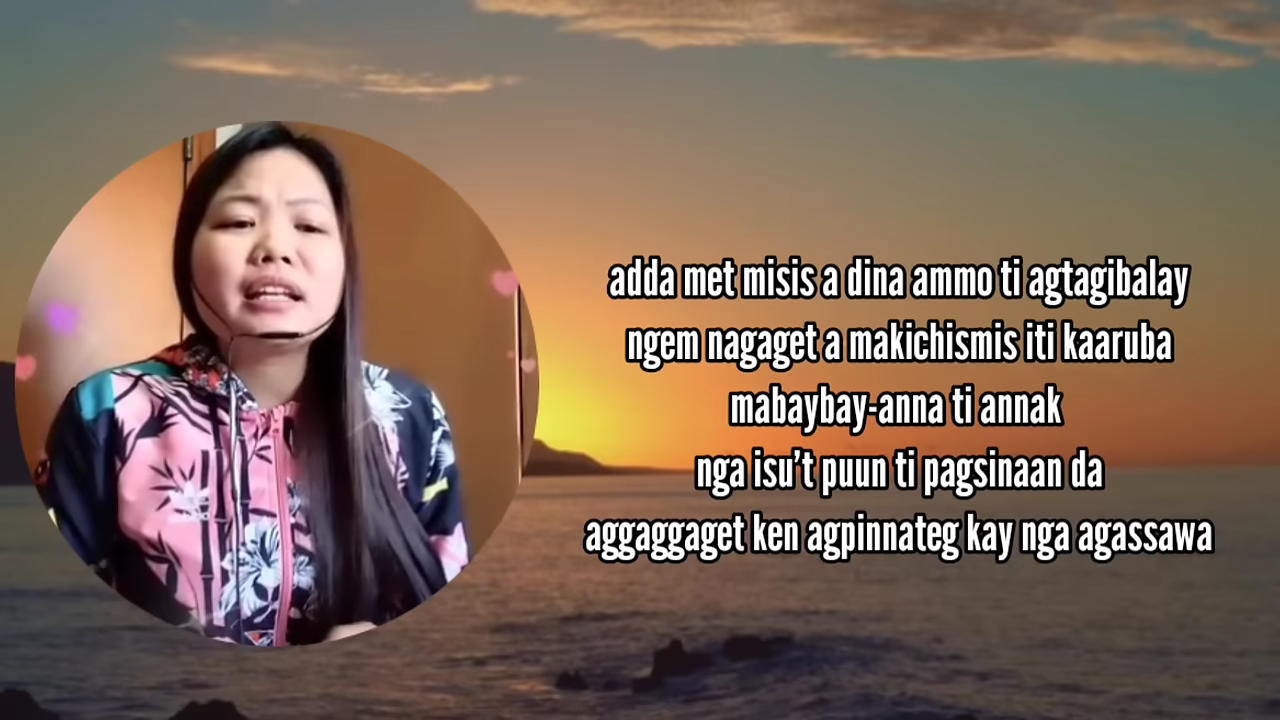 adda met misis a dina ammo ti agtagibalay
ngem nagaget a makichismis iti kaaruba
mabaybay-anna ti annak
nga isu't puun ti pagsinaan da
aggaggaget ken agpinnateg kay nga agassawa